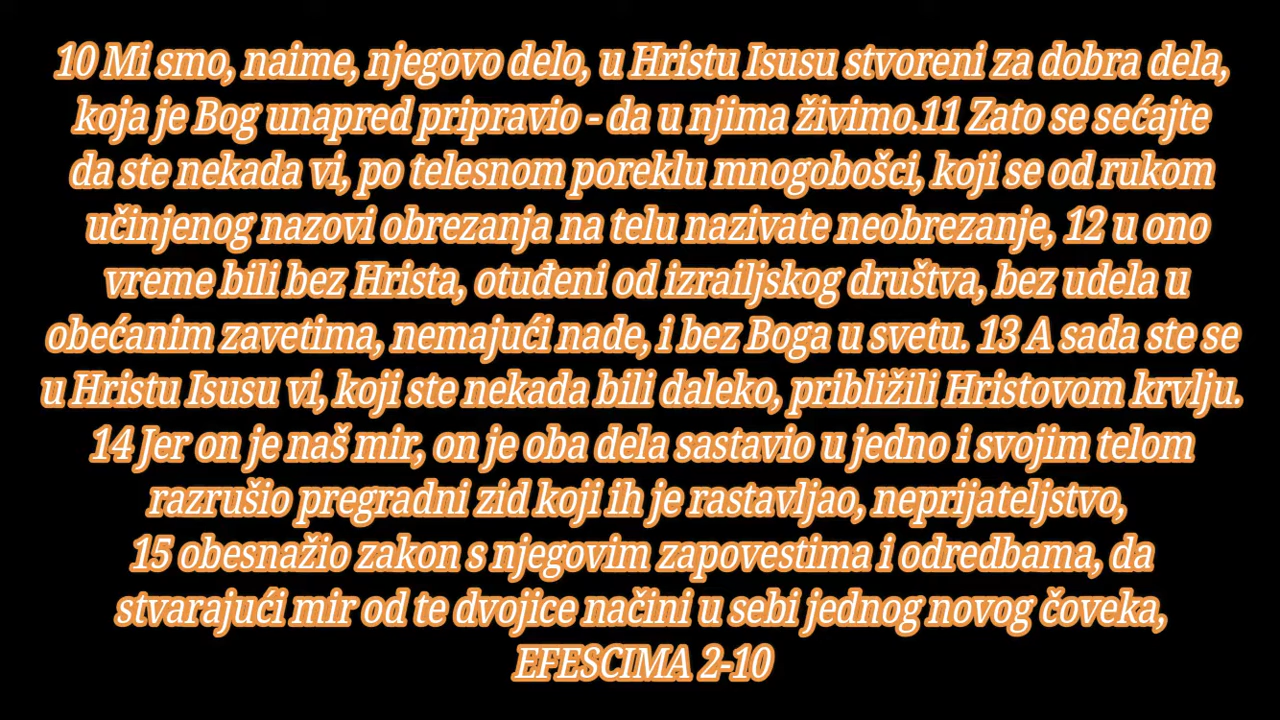 10 Mi smo, naime, njegovo delo, u Hristu Isusu stvoreni za dobra dela,
koja je Bog unapred pripravio - da u njima živimo.11 Zato se sećajte
da ste nekada vi, po telesnom poreklu mnogobošci, koji se od rukom
učinjenog nazovi obrezanja na telu nazivate neobrezanje, 12 u ono
vreme bili bez Hrista, otuđeni od izrailjskog društva, bez udela u
obećanim zavetima, nemajući nade, i bez Boga u svetu. 13 A sada ste se
u Hristu Isusu vi, koji ste nekada bili daleko, približili Hristovom krvlju.
14 Jer on je naš mir, on je oba dela sastavio u jedno i svojim telom
razrušio pregradni zid koji ih je rastavljao, neprijateljstvo,
15 obesnažio zakon s njegovim zapovestima i odredbama, da
stvarajući mir od te dvojice načini u sebi jednog novog čoveka,
EFESCIMA 2-10